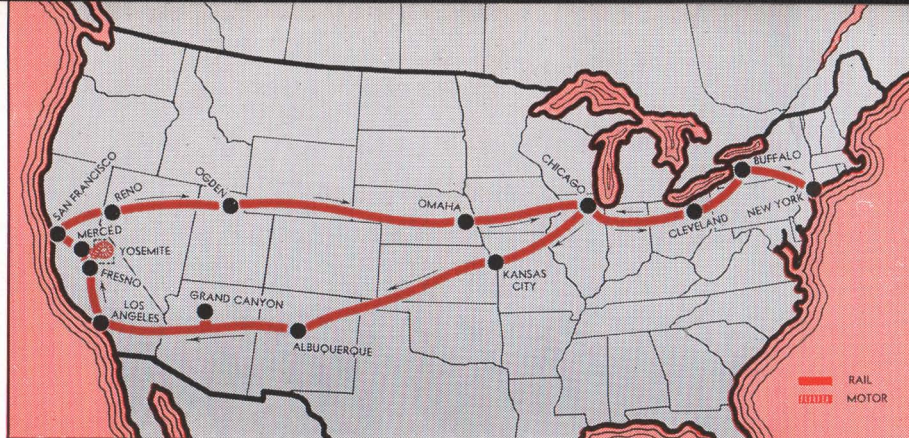 SAN FRANCISCO
RENO
OGDEN
MERCED
YOSEMITE
FRESNO
LOS
ANGELES
GRAND CANYON
ALBUQUERQUE
OMAHA
KANSAS
CITY
CHICAGO
CLEVELAND
BUFFALO
NEW YORK
RAIL
MOTOR